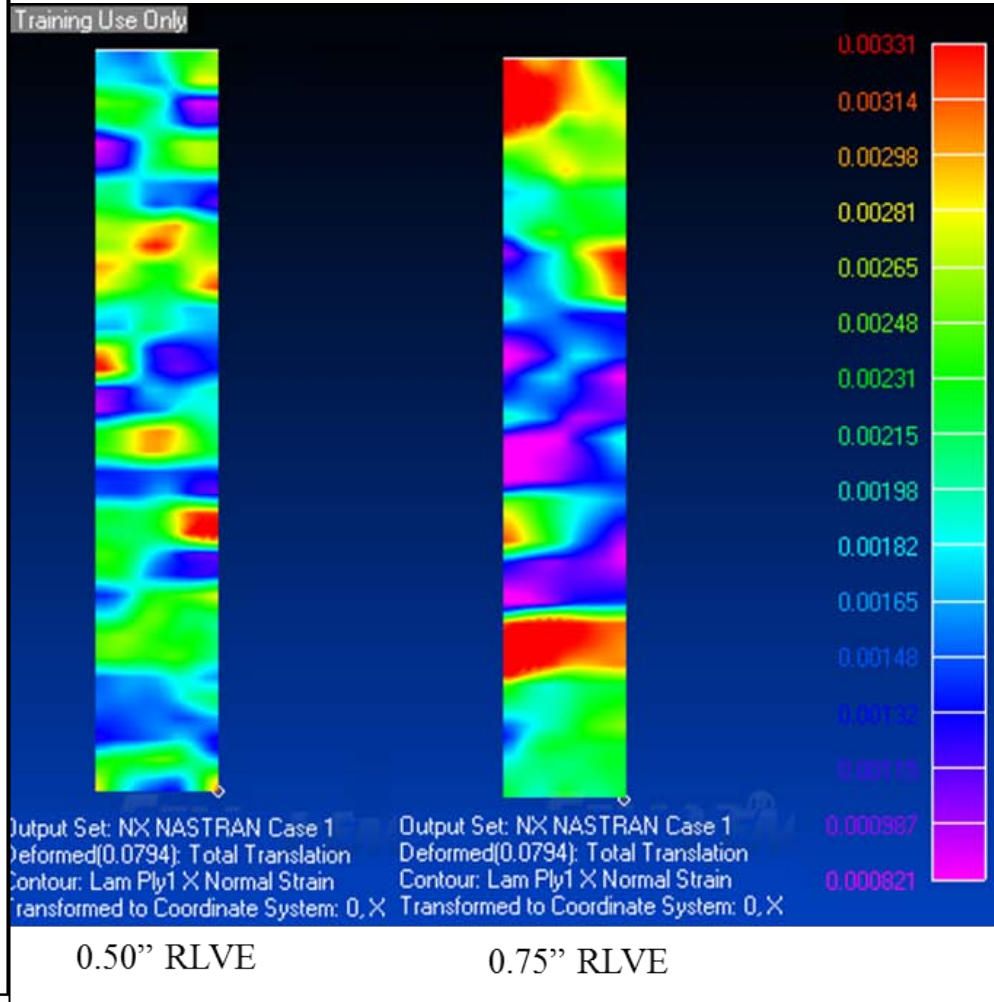 Training Use Only
0.00331
0.00314
0.00298
0.00281
0.00265
0.00248
0.00231
0.00215
0.00198
0.00182
0.00165
0.00148
0.00132
0.00115
0.000987
0.000821
Output Set: NX NASTRAN Case 1
Deformed(0.0794): Total Translation
Contour: Lam Ply1 X Normal Strain
Transformed to Coordinate System: 0, X
Output Set: NX NASTRAN Case 1
Deformed(0.0794): Total Translation
Contour: Lam Ply1 X Normal Strain
Transformed to Coordinate System: 0, X
0.50” RLVE
0.75” RLVE